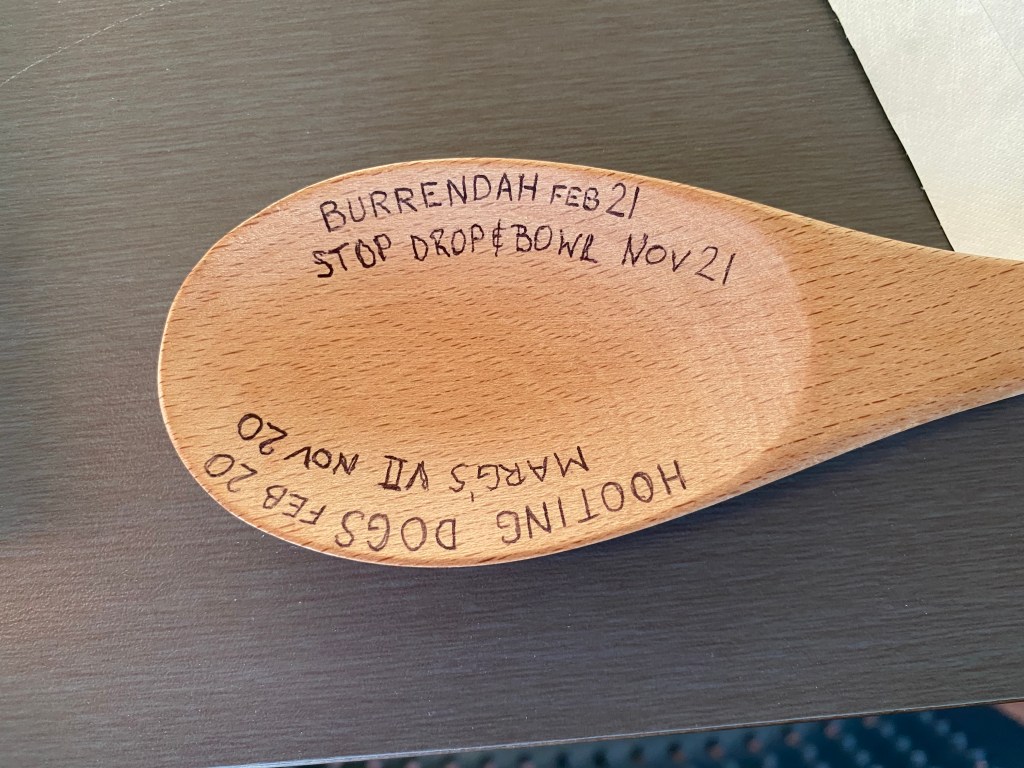 BURRENDAH FEB 21
STOP DROP & BOWL NOV 21
HOOTING DOGS FEB 20
MARG'S VII NOV 20